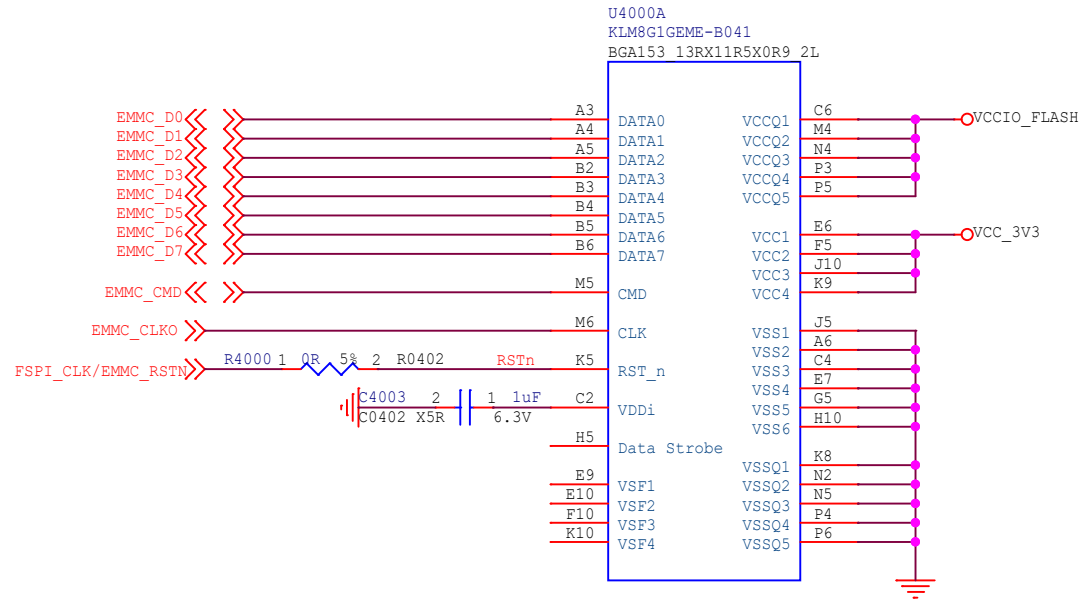 U4000A
KLM8G1GEME-B041
BGA153_13RX11R5X0R9_2L
EMMC_D0 A3 DATA0 VCCQ1 C6 VCCIO_FLASH
EMMC_D1 A4 DATA1 VCCQ2 M4
EMMC_D2 A5 DATA2 VCCQ3 N4
EMMC_D3 B2 DATA3 VCCQ4 P3
EMMC_D4 B3 DATA4 VCCQ5 P5
EMMC_D5 B4 DATA5
EMMC_D6 B5 DATA6 VCC1 E6 VCC_3V3
EMMC_D7 B6 DATA7 VCC2 F5
VCC3 J10
EMMC_CMD M5 CMD VCC4 K9
EMMC_CLKO M6 CLK VSS1 J5
VSS2 A6
FSPI_CLK/EMMC_RSTN R4000 1 0R 5% 2 R0402 RSTn K5 RST_n VSS3 C4
VSS4 E7
C4003 2 1 1uF C2 VDDi VSS5 G5
C0402 X5R 6.3V VSS6 H10
H5 Data Strobe
VSSQ1 K8
E9 VSF1 VSSQ2 N2
E10 VSF2 VSSQ3 N5
F10 VSF3 VSSQ4 P4
K10 VSF4 VSSQ5 P6